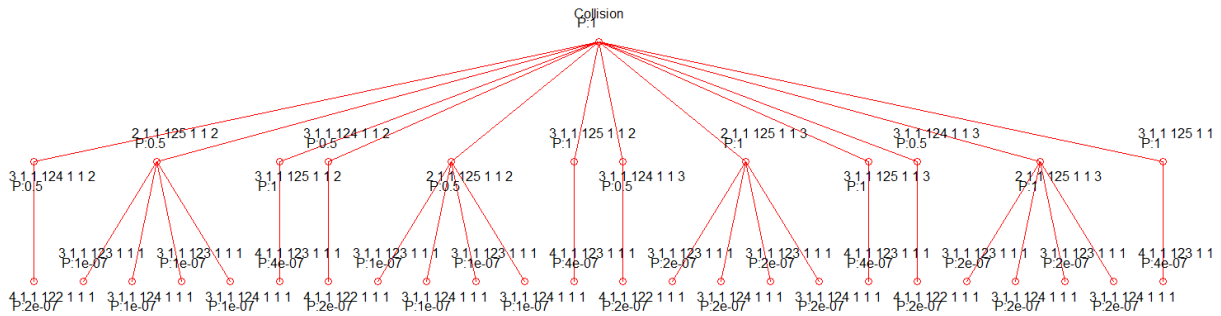 Collision
P:1
2 1 1 125 1 1 2
P:0.5
3 1 1 124 1 1 2
P:0.5
3 1 1 125 1 1 2
P:1
2 1 1 125 1 1 3
P:1
3 1 1 124 1 1 3
P:0.5
3 1 1 125 1 1
P:1
3 1 1 124 1 1 2
P:0.5
3 1 1 125 1 1 2
P:1
2 1 1 125 1 1 2
P:0.5
3 1 1 124 1 1 3
P:0.5
3 1 1 125 1 1 3
P:1
2 1 1 125 1 1 3
P:1
3 1 1 123 1 1 1
P:1e-07
3 1 1 123 1 1 1
P:1e-07
4 1 1 123 1 1 1
P:4e-07
3 1 1 123 1 1 1
P:1e-07
3 1 1 123 1 1 1
P:1e-07
4 1 1 123 1 1 1
P:4e-07
3 1 1 123 1 1 1
P:2e-07
3 1 1 123 1 1 1
P:2e-07
4 1 1 123 1 1 1
P:4e-07
3 1 1 123 1 1 1
P:2e-07
3 1 1 123 1 1 1
P:2e-07
4 1 1 123 1 1
P:4e-07
4 1 1 122 1 1 1
P:2e-07
3 1 1 124 1 1 1
P:1e-07
3 1 1 124 1 1 1
P:1e-07
4 1 1 122 1 1 1
P:2e-07
3 1 1 124 1 1 1
P:1e-07
3 1 1 124 1 1 1
P:1e-07
4 1 1 122 1 1 1
P:2e-07
3 1 1 124 1 1 1
P:2e-07
3 1 1 124 1 1 1
P:2e-07
4 1 1 122 1 1 1
P:2e-07
3 1 1 124 1 1 1
P:2e-07
3 1 1 124 1 1 1
P:2e-07